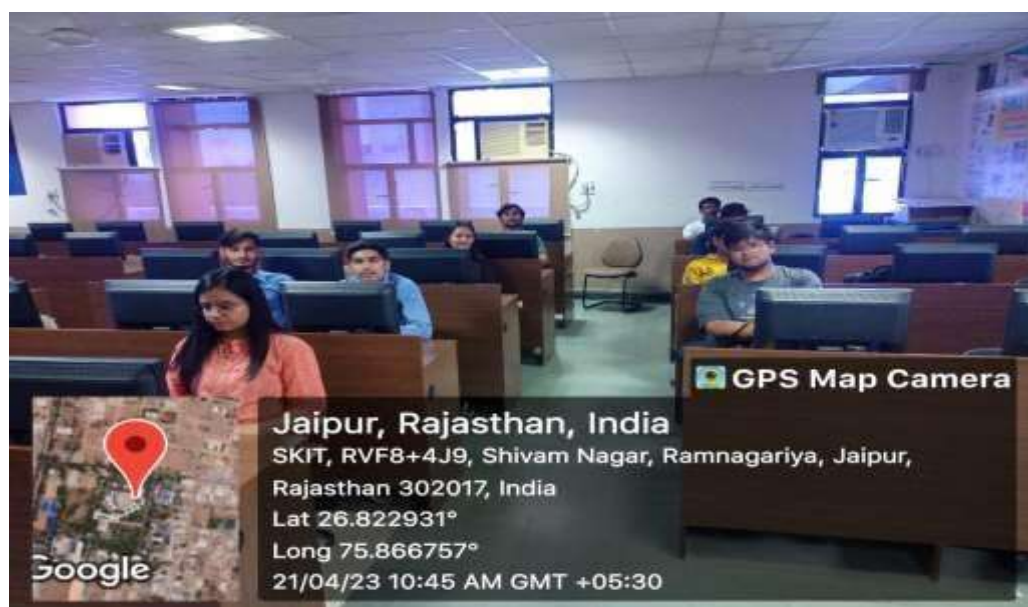 GPS Map Camera
Jaipur, Rajasthan, India
SKIT, RVF8+4J9, Shivam Nagar, Ramnagariya, Jaipur,
Rajasthan 302017, India
Lat 26.822931°
Long 75.866757°
21/04/23 10:45 AM GMT +05:30
Google